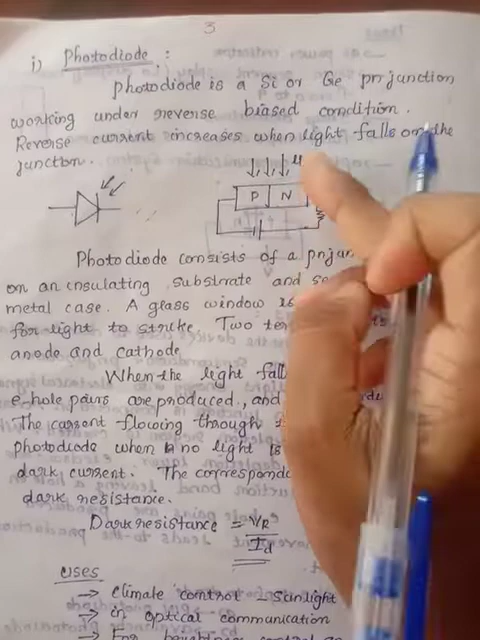 3
i) Photodiode :
Photodiode is a Si or Ge pn junction
working under reverse biased condition.
Reverse current increases when light falls on the
junction.
P N
Photodiode consists of a
on an insulating substrate and
metal case. A glass window is
for light to strike. Two
anode and cathode
When the light
e-hole pairs are produced, and
The current flowing through
photodiode when no light is
dark current. The
dark resistance.
Dark resistance = VR
Id
USES
→ climate control - sunlight
→ in optical communication
→ For